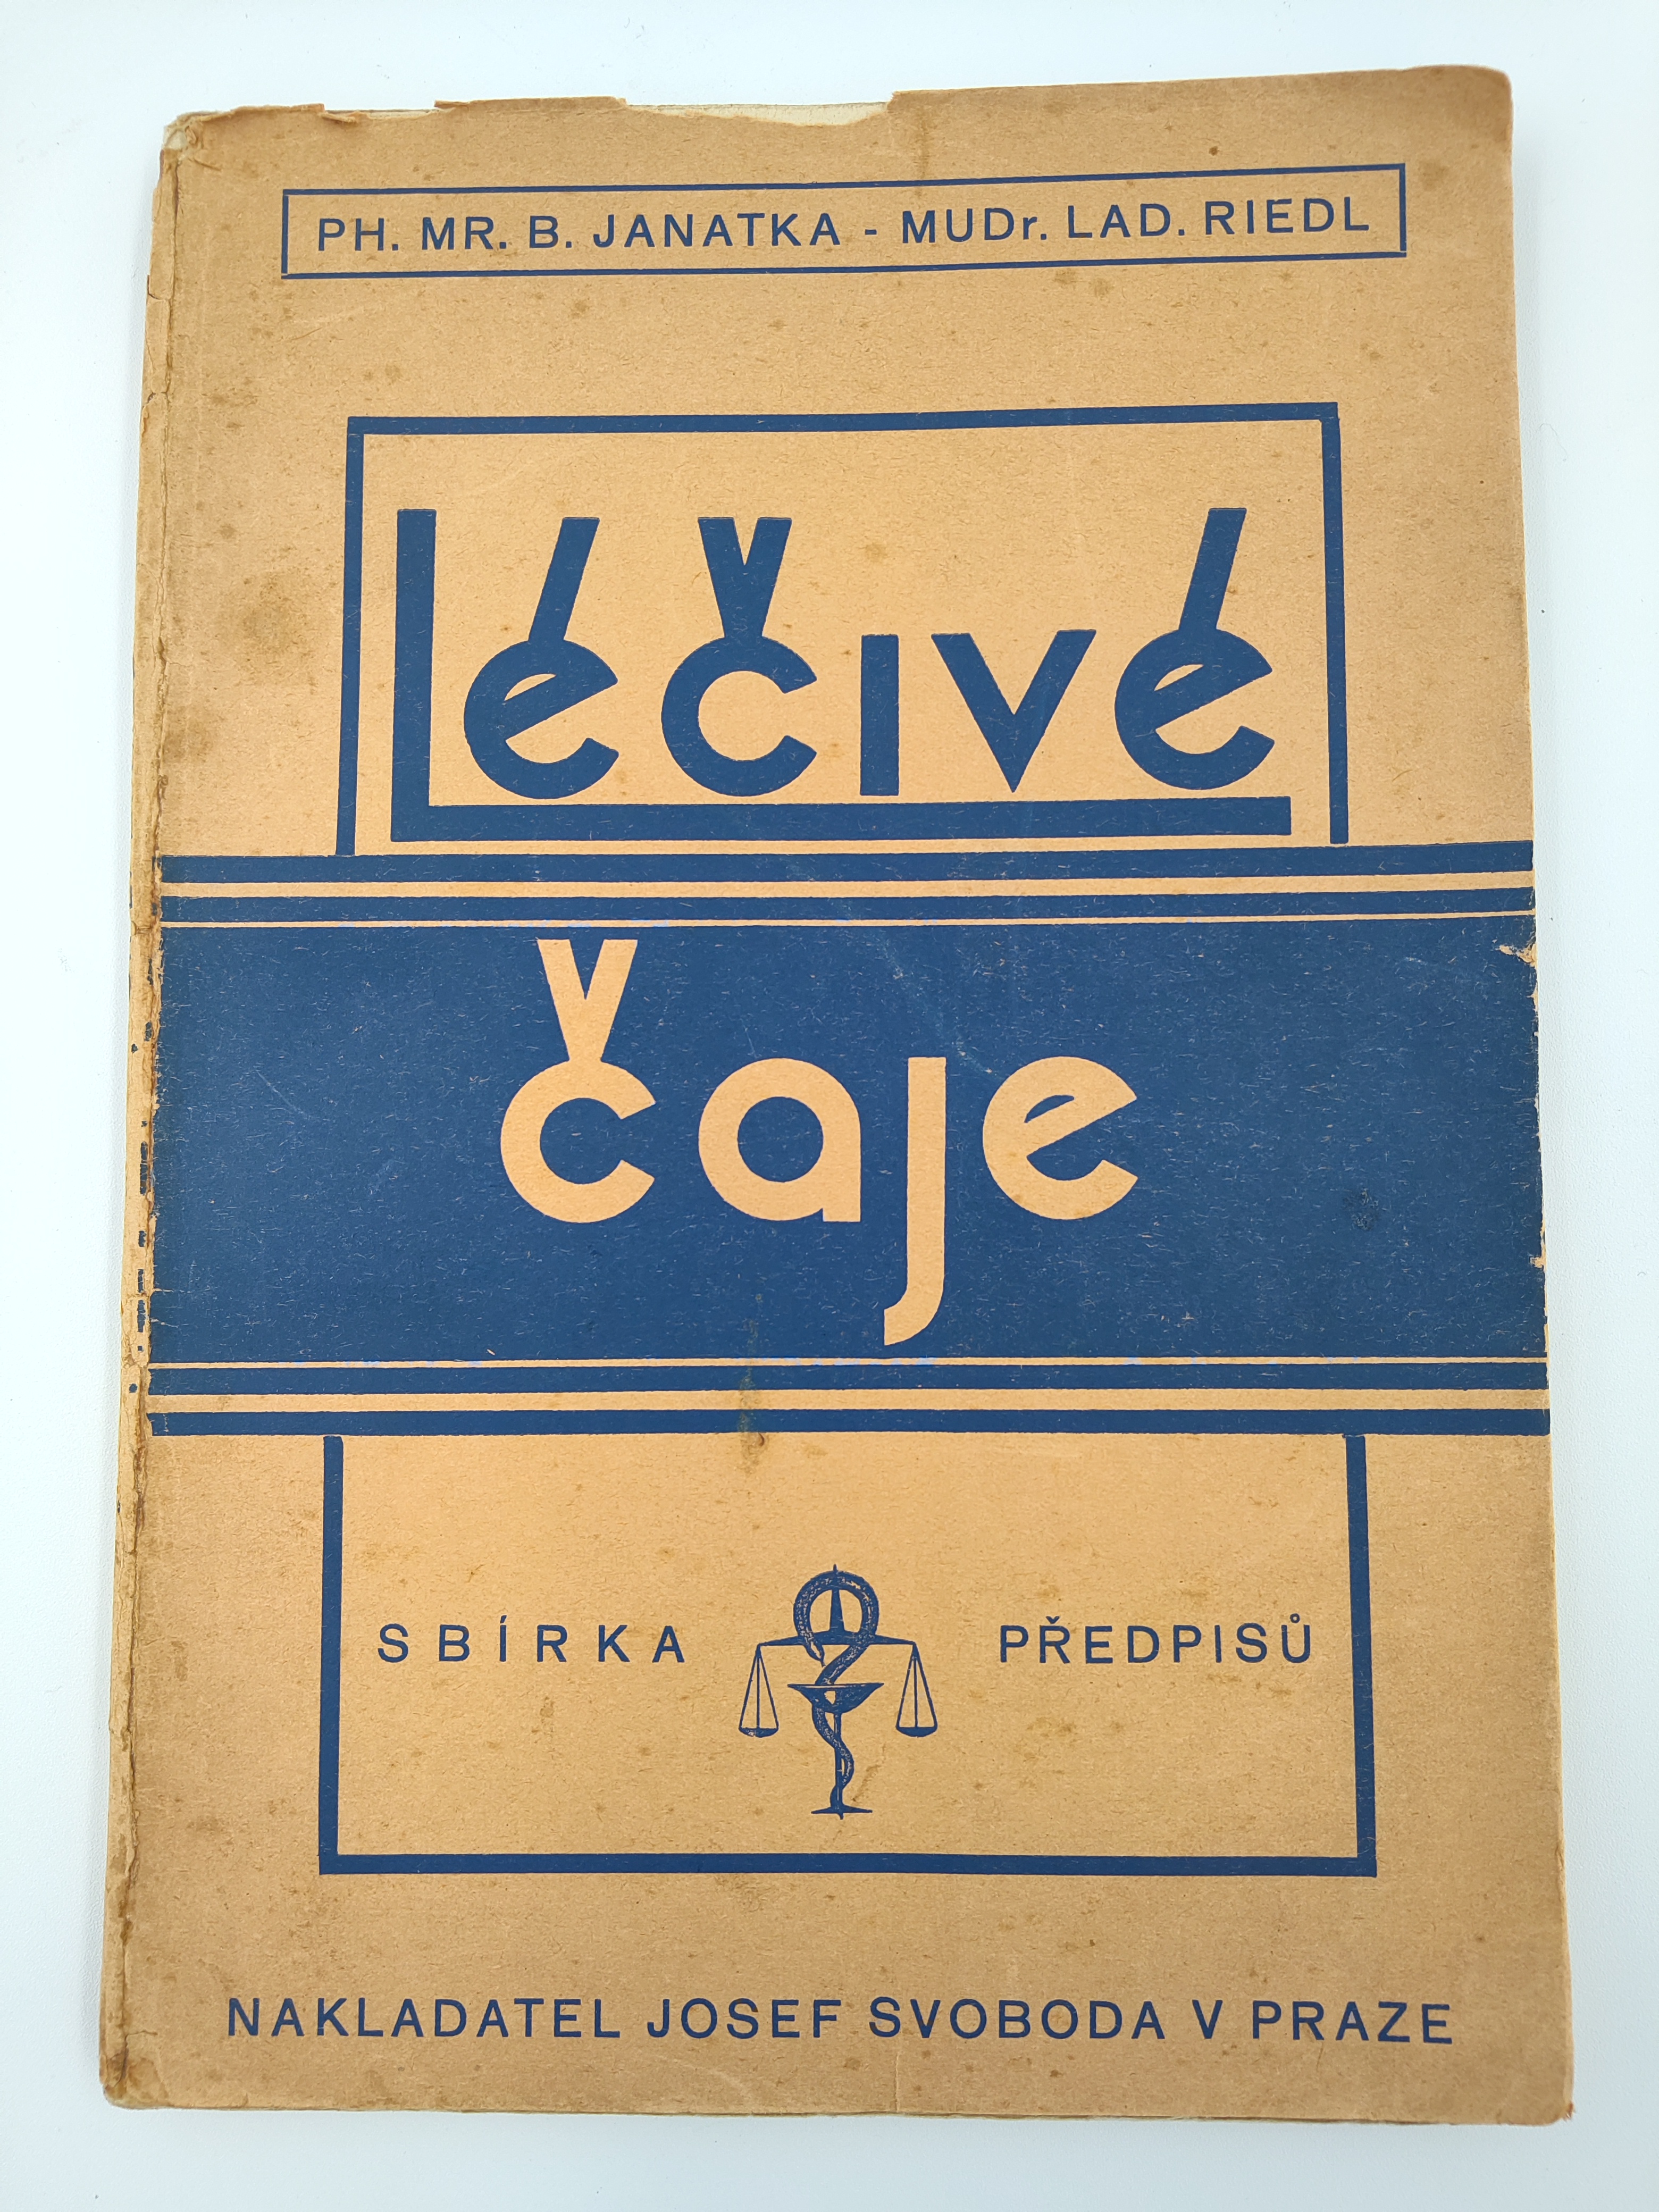 PH. MR. B. JANATKA - MUDr. LAD. RIEDL
Léčivé
čaje
SBÍRKA PŘEDPISŮ
NAKLADATEL JOSEF SVOBODA V PRAZE